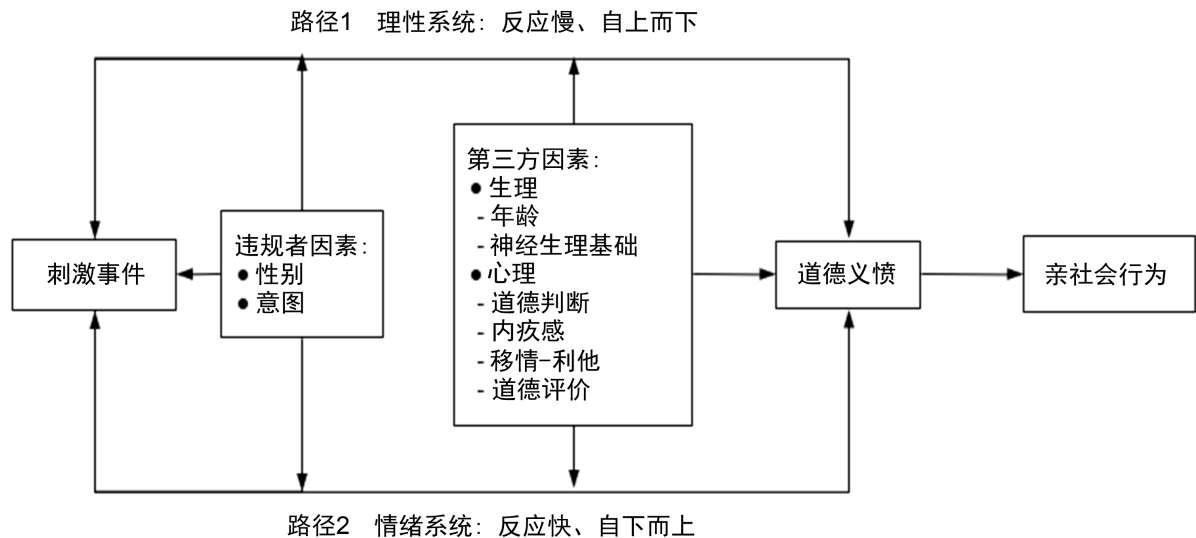 路径1 理性系统：反应慢、自上而下
第三方因素：
● 生理
- 年龄
- 神经生理基础
● 心理
- 道德判断
- 内疚感
- 移情-利他
- 道德评价
违规者因素：
● 性别
● 意图
刺激事件
道德义愤
亲社会行为
路径2 情绪系统：反应快、自下而上